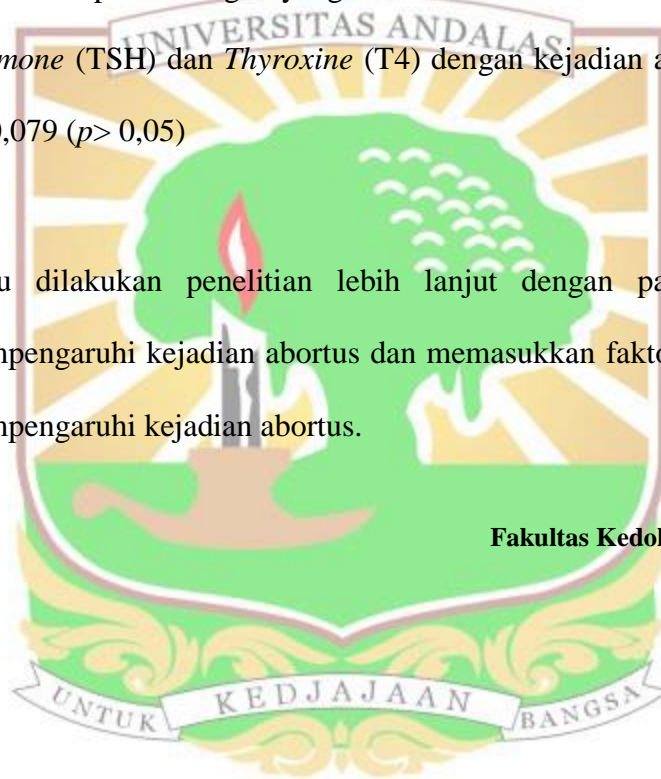 UNIVERSITAS ANDALAS
mone (TSH) dan Thyroxine (T4) dengan kejadian a
0,079 (p> 0,05)
u dilakukan penelitian lebih lanjut dengan pa
mpengaruhi kejadian abortus dan memasukkan fakto
mpengaruhi kejadian abortus.
Fakultas Kedo
UNTUK KEDJAJAAN BANGSA